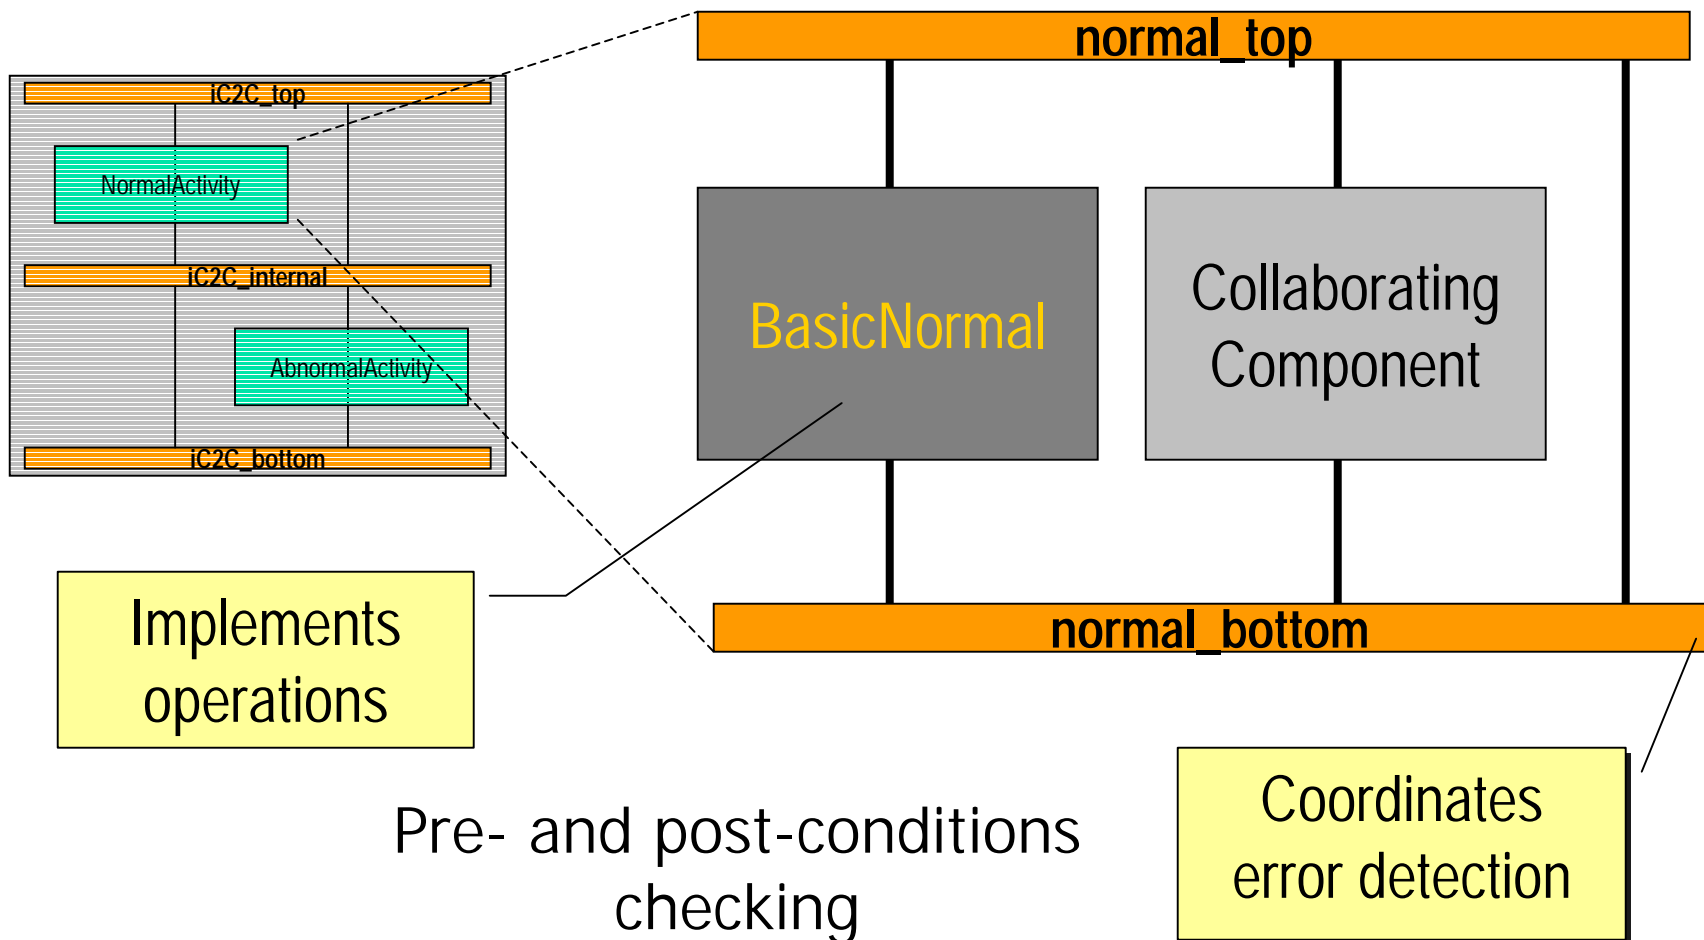 normal_top
iC2C_top
NormalActivity
iC2C_internal
AbnormalActivity
iC2C_bottom
BasicNormal
Collaborating
Component
normal_bottom
Implements
operations
Coordinates
error detection
Pre- and post-conditions
checking